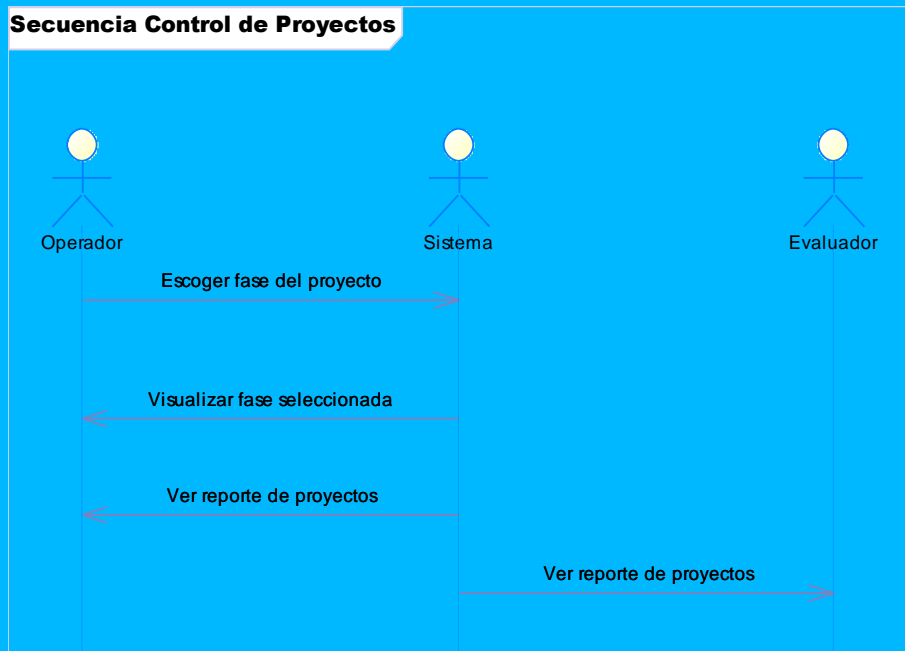 Secuencia Control de Proyectos
Operador
Sistema
Evaluador
Escoger fase del proyecto
Visualizar fase seleccionada
Ver reporte de proyectos
Ver reporte de proyectos